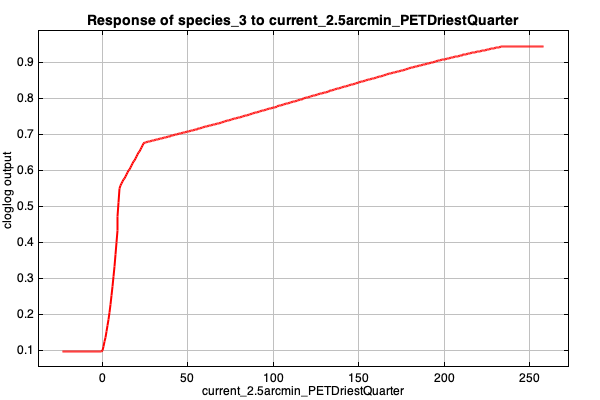 Response of species_3 to current_2.5arcmin_PETDriestQuarter
0.9
0.8
0.7
0.6
0.5
0.4
0.3
0.2
0.1
cloglog output
0 50 100 150 200 250
current_2.5arcmin_PETDriestQuarter